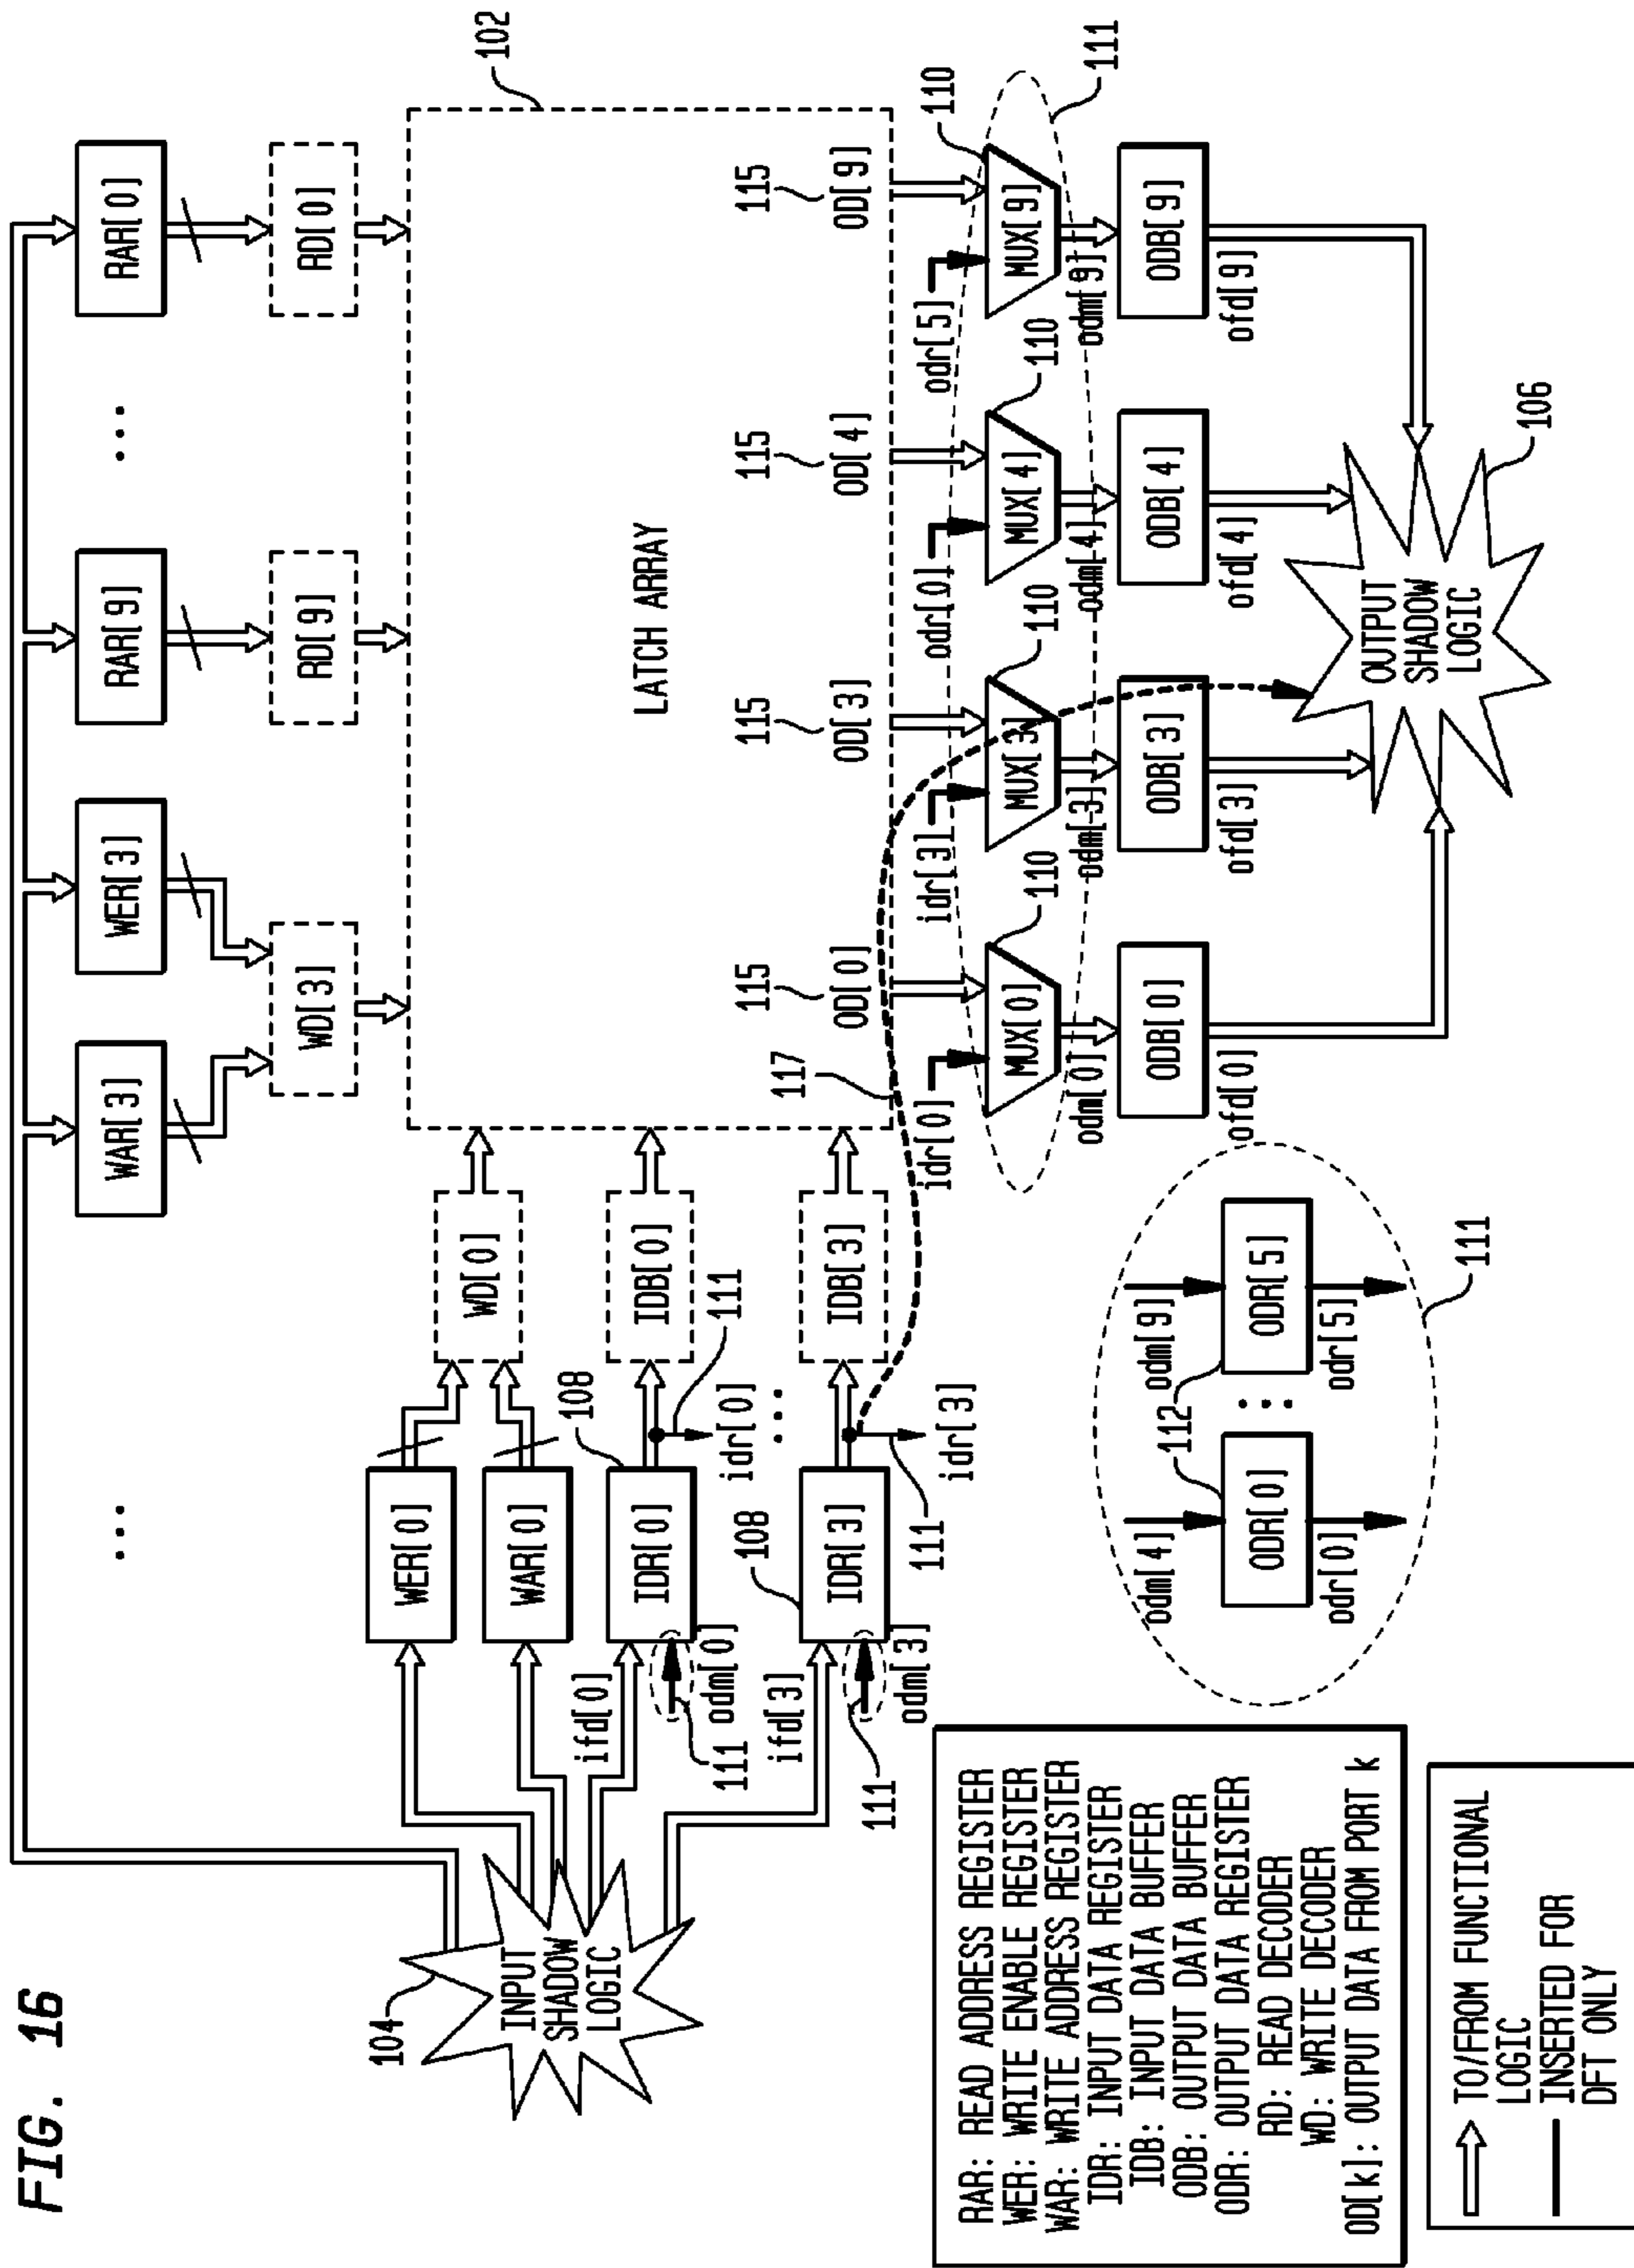 FIG. 16
104
INPUT
SHADOW
LOGIC
...
WAR[3]
WER[3]
RAR[9]
...
RAR[0]
WD[3]
RD[9]
RD[0]
102
WER[0]
WD[0]
WAR[0]
108
ifd[0]
IDR[0]
IDB[0]
111
odm[0]
idr[0]
111
...
108
ifd[3]
IDR[3]
IDB[3]
111
odm[3]
idr[3]
111
LATCH ARRAY
117
115
OD[0]
115
OD[3]
115
OD[4]
115
OD[9]
idr[0]
idr[3]
odr[0]
odr[5]
110
110
110
110
111
MUX[0]
MUX[3]
MUX[4]
MUX[9]
odm[0]
odm[3]
odm[4]
odm[9]
ODB[0]
ODB[3]
ODB[4]
ODB[9]
ofd[0]
ofd[3]
ofd[4]
ofd[9]
OUTPUT
SHADOW
LOGIC
106
odm[4]
odm[9]
112
ODR[0]
...
ODR[5]
odr[0]
odr[5]
111
RAR: READ ADDRESS REGISTER
WER: WRITE ENABLE REGISTER
WAR: WRITE ADDRESS REGISTER
IDR: INPUT DATA REGISTER
IDB: INPUT DATA BUFFER
ODB: OUTPUT DATA BUFFER
ODR: OUTPUT DATA REGISTER
RD: READ DECODER
WD: WRITE DECODER
OD[k]: OUTPUT DATA FROM PORT k
TO/FROM FUNCTIONAL
LOGIC
INSERTED FOR
DFT ONLY